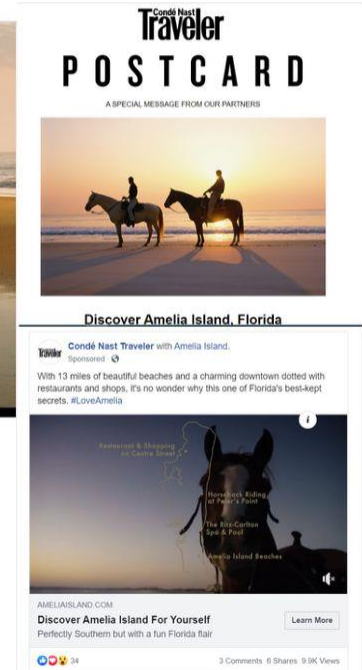 Condé Nast
Traveler
POSTCARD
A SPECIAL MESSAGE FROM OUR PARTNERS
Discover Amelia Island, Florida
Traveler
Condé Nast Traveler with Amelia Island.
Sponsored ·
With 13 miles of beautiful beaches and a charming downtown dotted with
restaurants and shops, it's no wonder why this one of Florida's best-kept
secrets. #LoveAmelia
i
Restaurant & Shopping
on Centre Street
Horseback Riding
at Peter's Point
The Ritz-Carlton
Spa & Pool
Amelia Island Beaches
AMELIAISLAND.COM
Discover Amelia Island For Yourself
Learn More
Perfectly Southern but with a fun Florida flair
34
3 Comments 6 Shares 9.9K Views